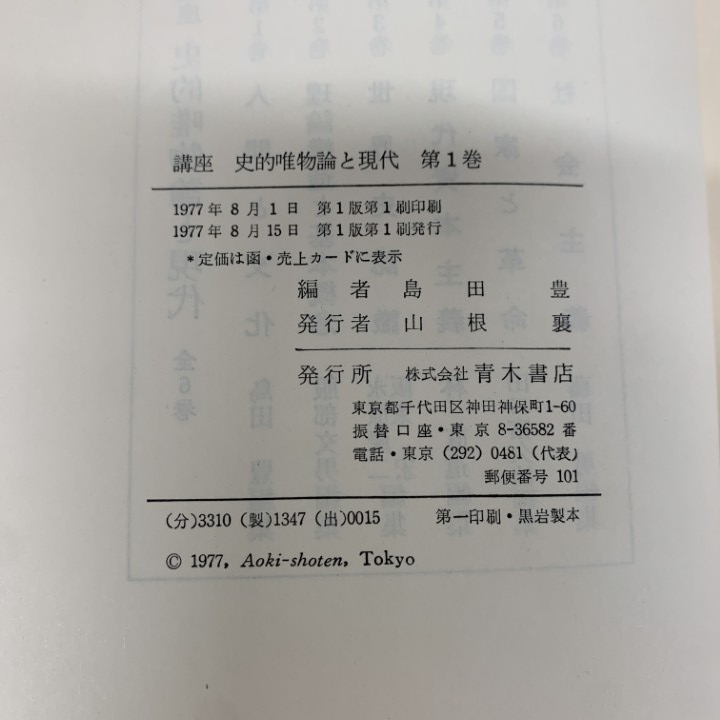 講座 史的唯物論と現代 第1巻
1977年8月1日 第1版第1刷印刷
1977年8月15日 第1版第1刷発行
*定価は函・売上カードに表示
編者 島田豊
発行者 山根襄
発行所 株式会社 青木書店
東京都千代田区神田神保町1-60
振替口座・東京 8-36582 番
電話・東京 (292) 0481 (代表)
郵便番号 101
(分)3310 (製)1347 (出)0015 第一印刷・黒岩製本
© 1977, Aoki-shoten, Tokyo